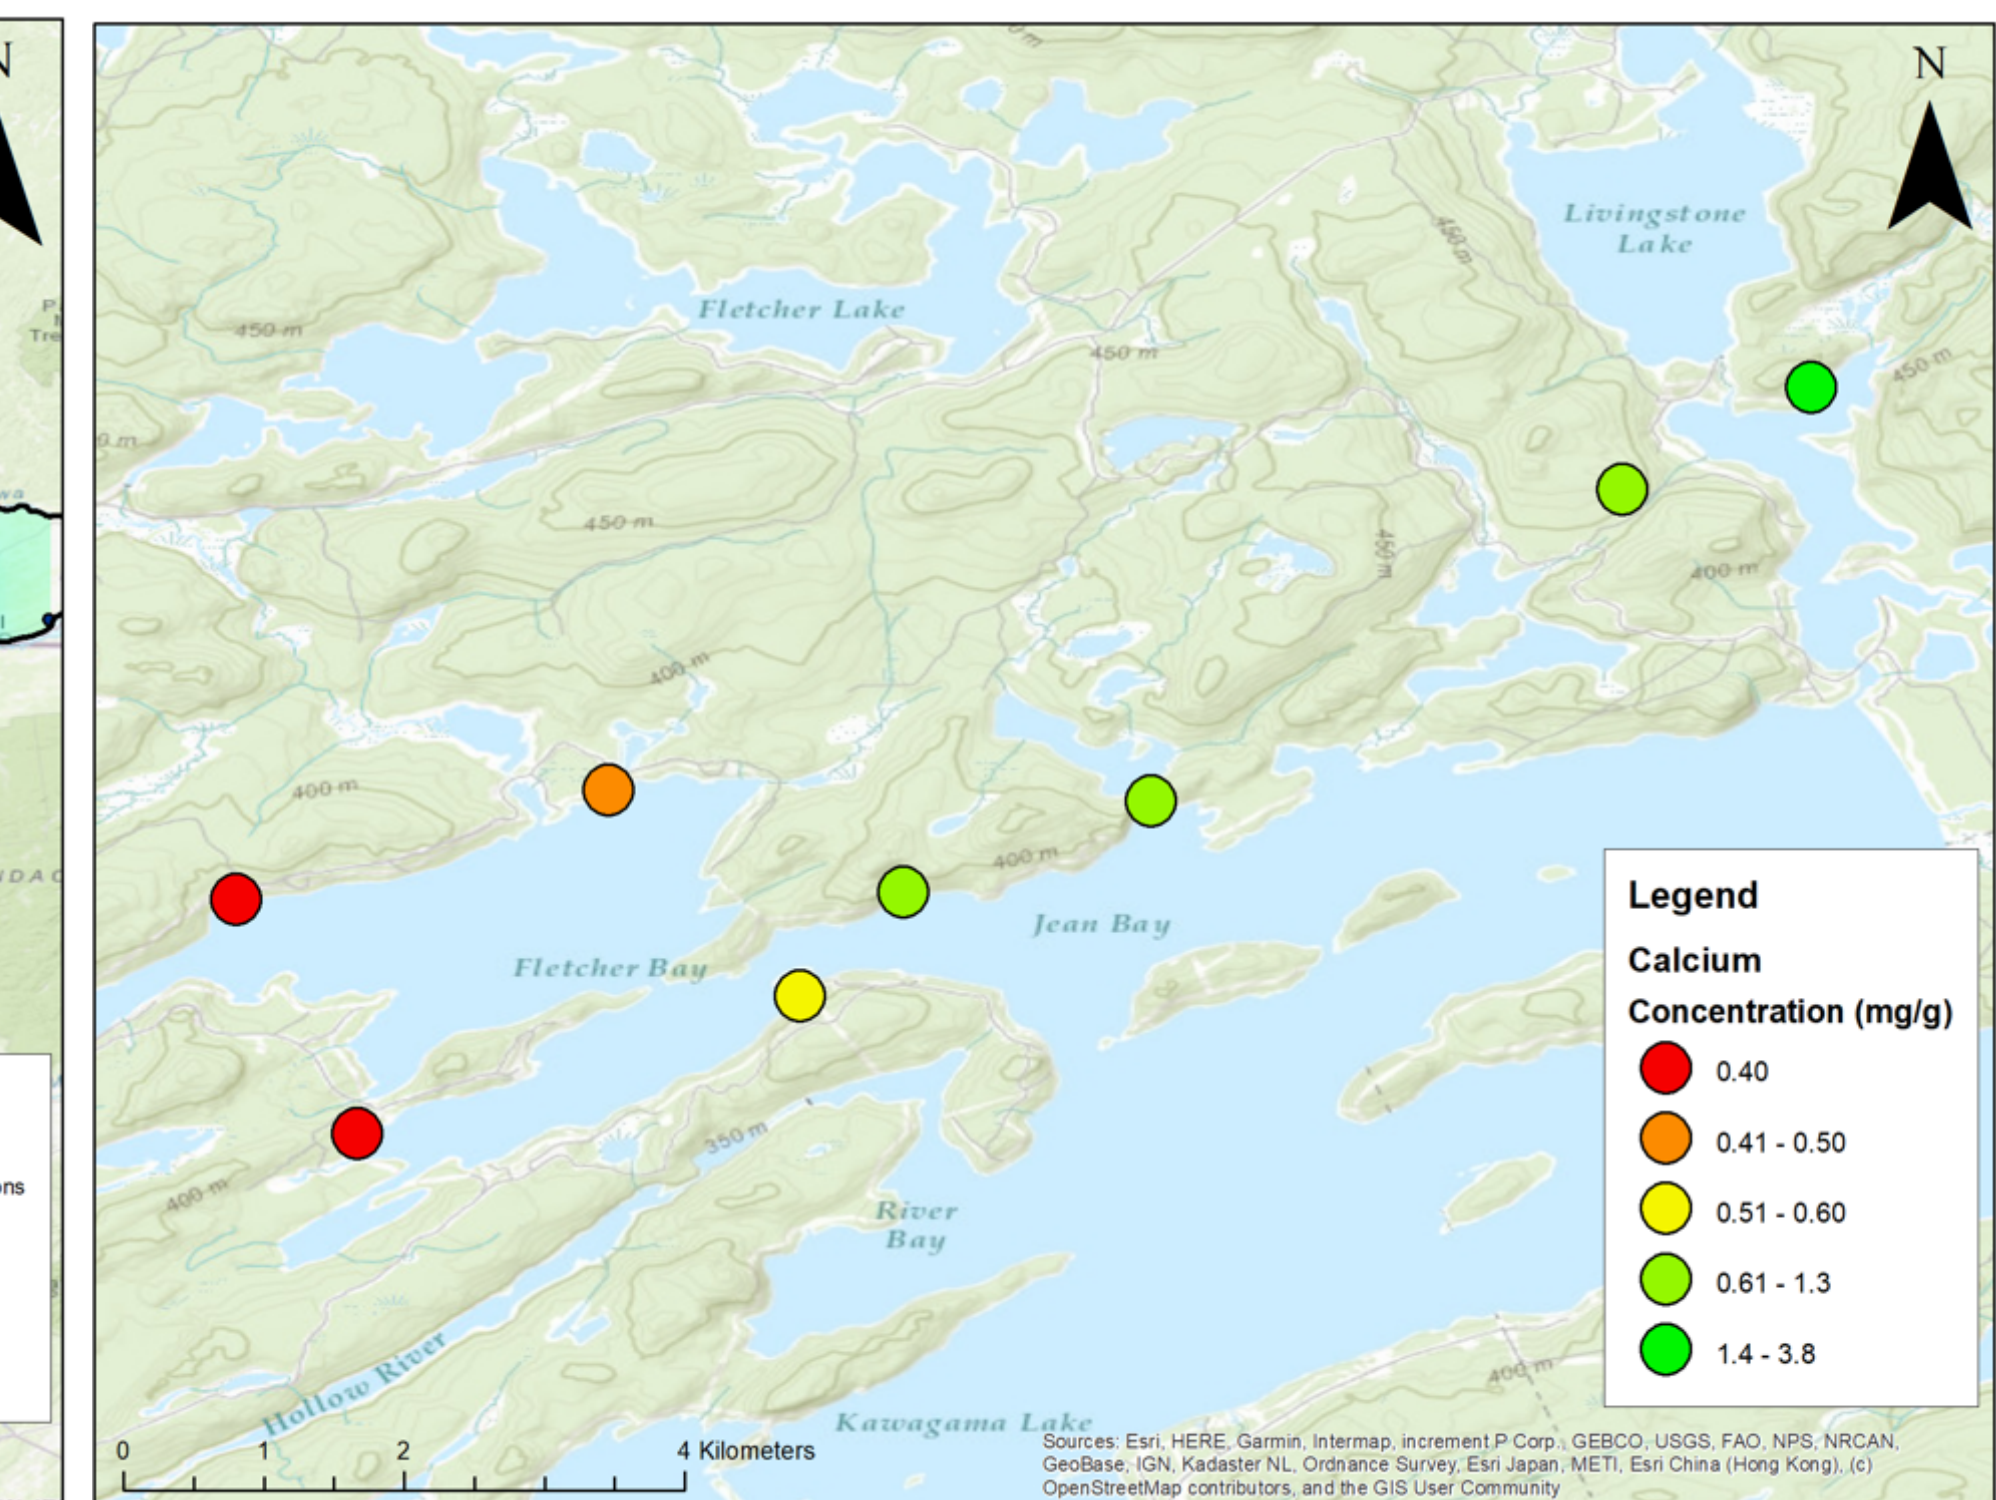 N
N
Livingstone
Lake
450 m
Fletcher Lake
450 m
450 m
450 m
450 m
400 m
400 m
400 m
400 m
Jean Bay
Fletcher Bay
350 m
400 m
River
Bay
Hollow River
Kawagama Lake
400 m
Legend
Calcium
Concentration (mg/g)
0.40
0.41 - 0.50
0.51 - 0.60
0.61 - 1.3
1.4 - 3.8
0 1 2 4 Kilometers
Sources: Esri, HERE, Garmin, Intermap, increment P Corp., GEBCO, USGS, FAO, NPS, NRCAN,
GeoBase, IGN, Kadaster NL, Ordnance Survey, Esri Japan, METI, Esri China (Hong Kong), (c)
OpenStreetMap contributors, and the GIS User Community